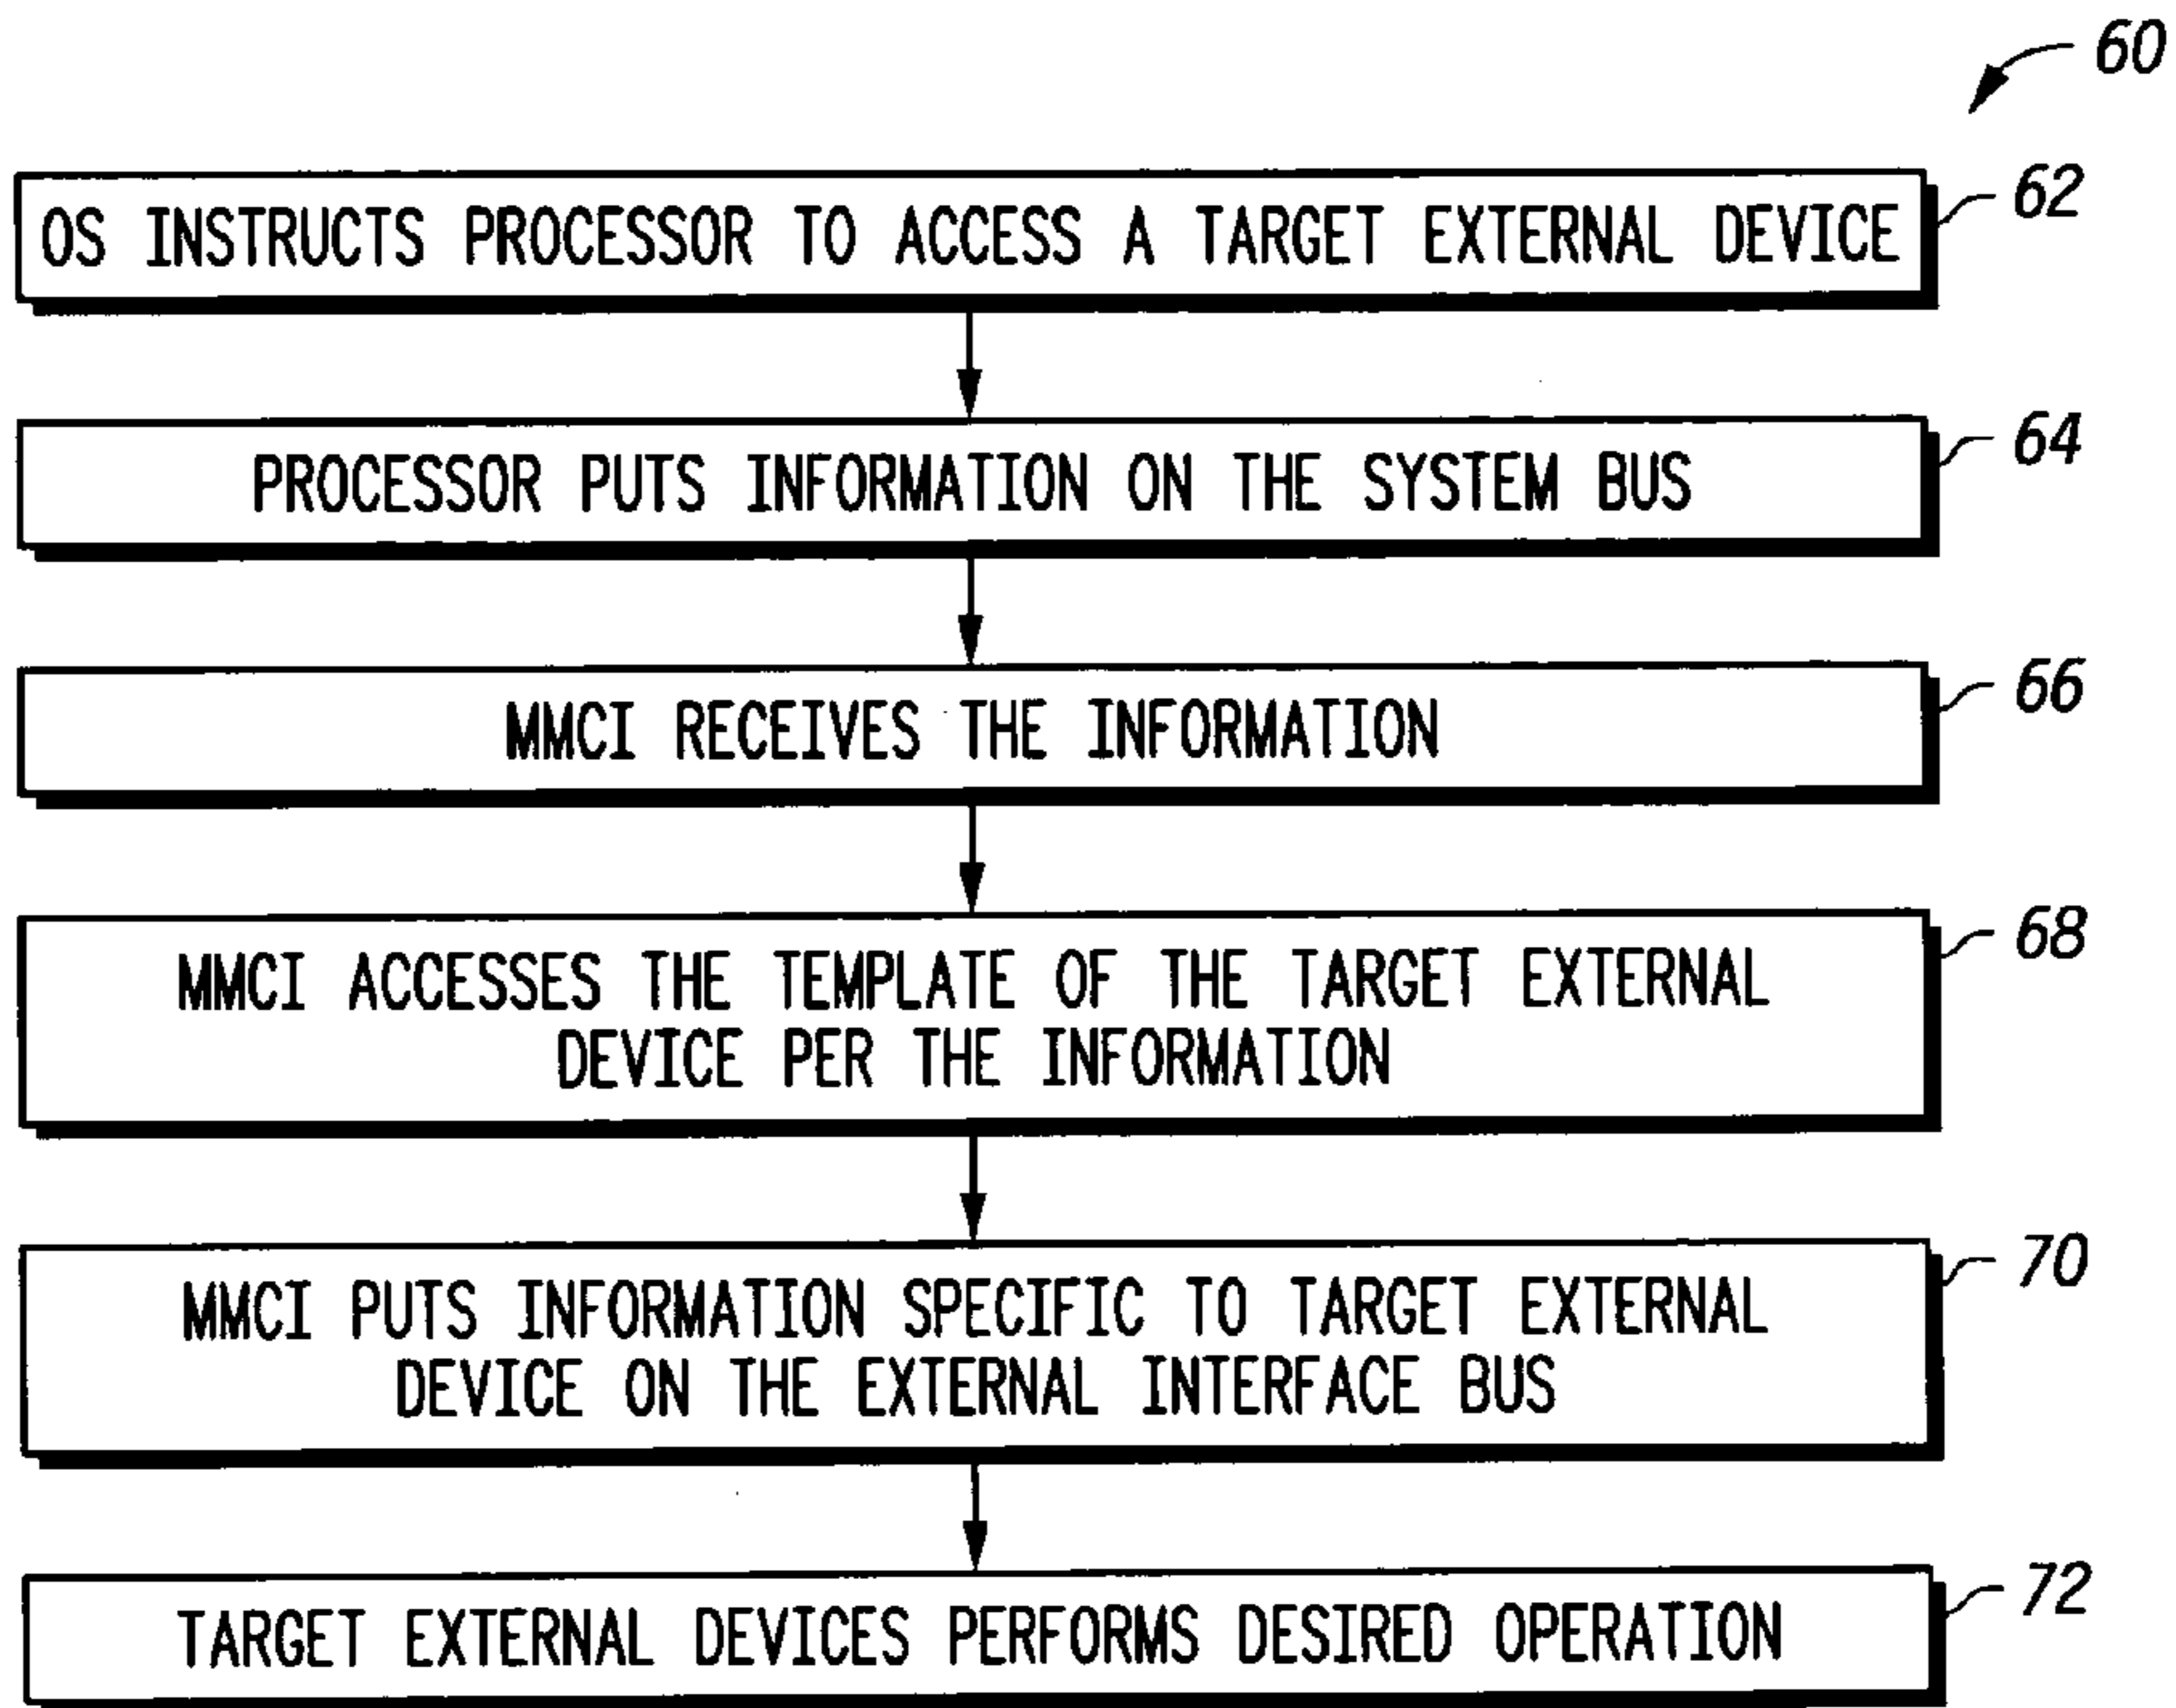 60
OS INSTRUCTS PROCESSOR TO ACCESS A TARGET EXTERNAL DEVICE
62
PROCESSOR PUTS INFORMATION ON THE SYSTEM BUS
64
MMCI RECEIVES THE INFORMATION
66
MMCI ACCESSES THE TEMPLATE OF THE TARGET EXTERNAL
DEVICE PER THE INFORMATION
68
MMCI PUTS INFORMATION SPECIFIC TO TARGET EXTERNAL
DEVICE ON THE EXTERNAL INTERFACE BUS
70
TARGET EXTERNAL DEVICES PERFORMS DESIRED OPERATION
72